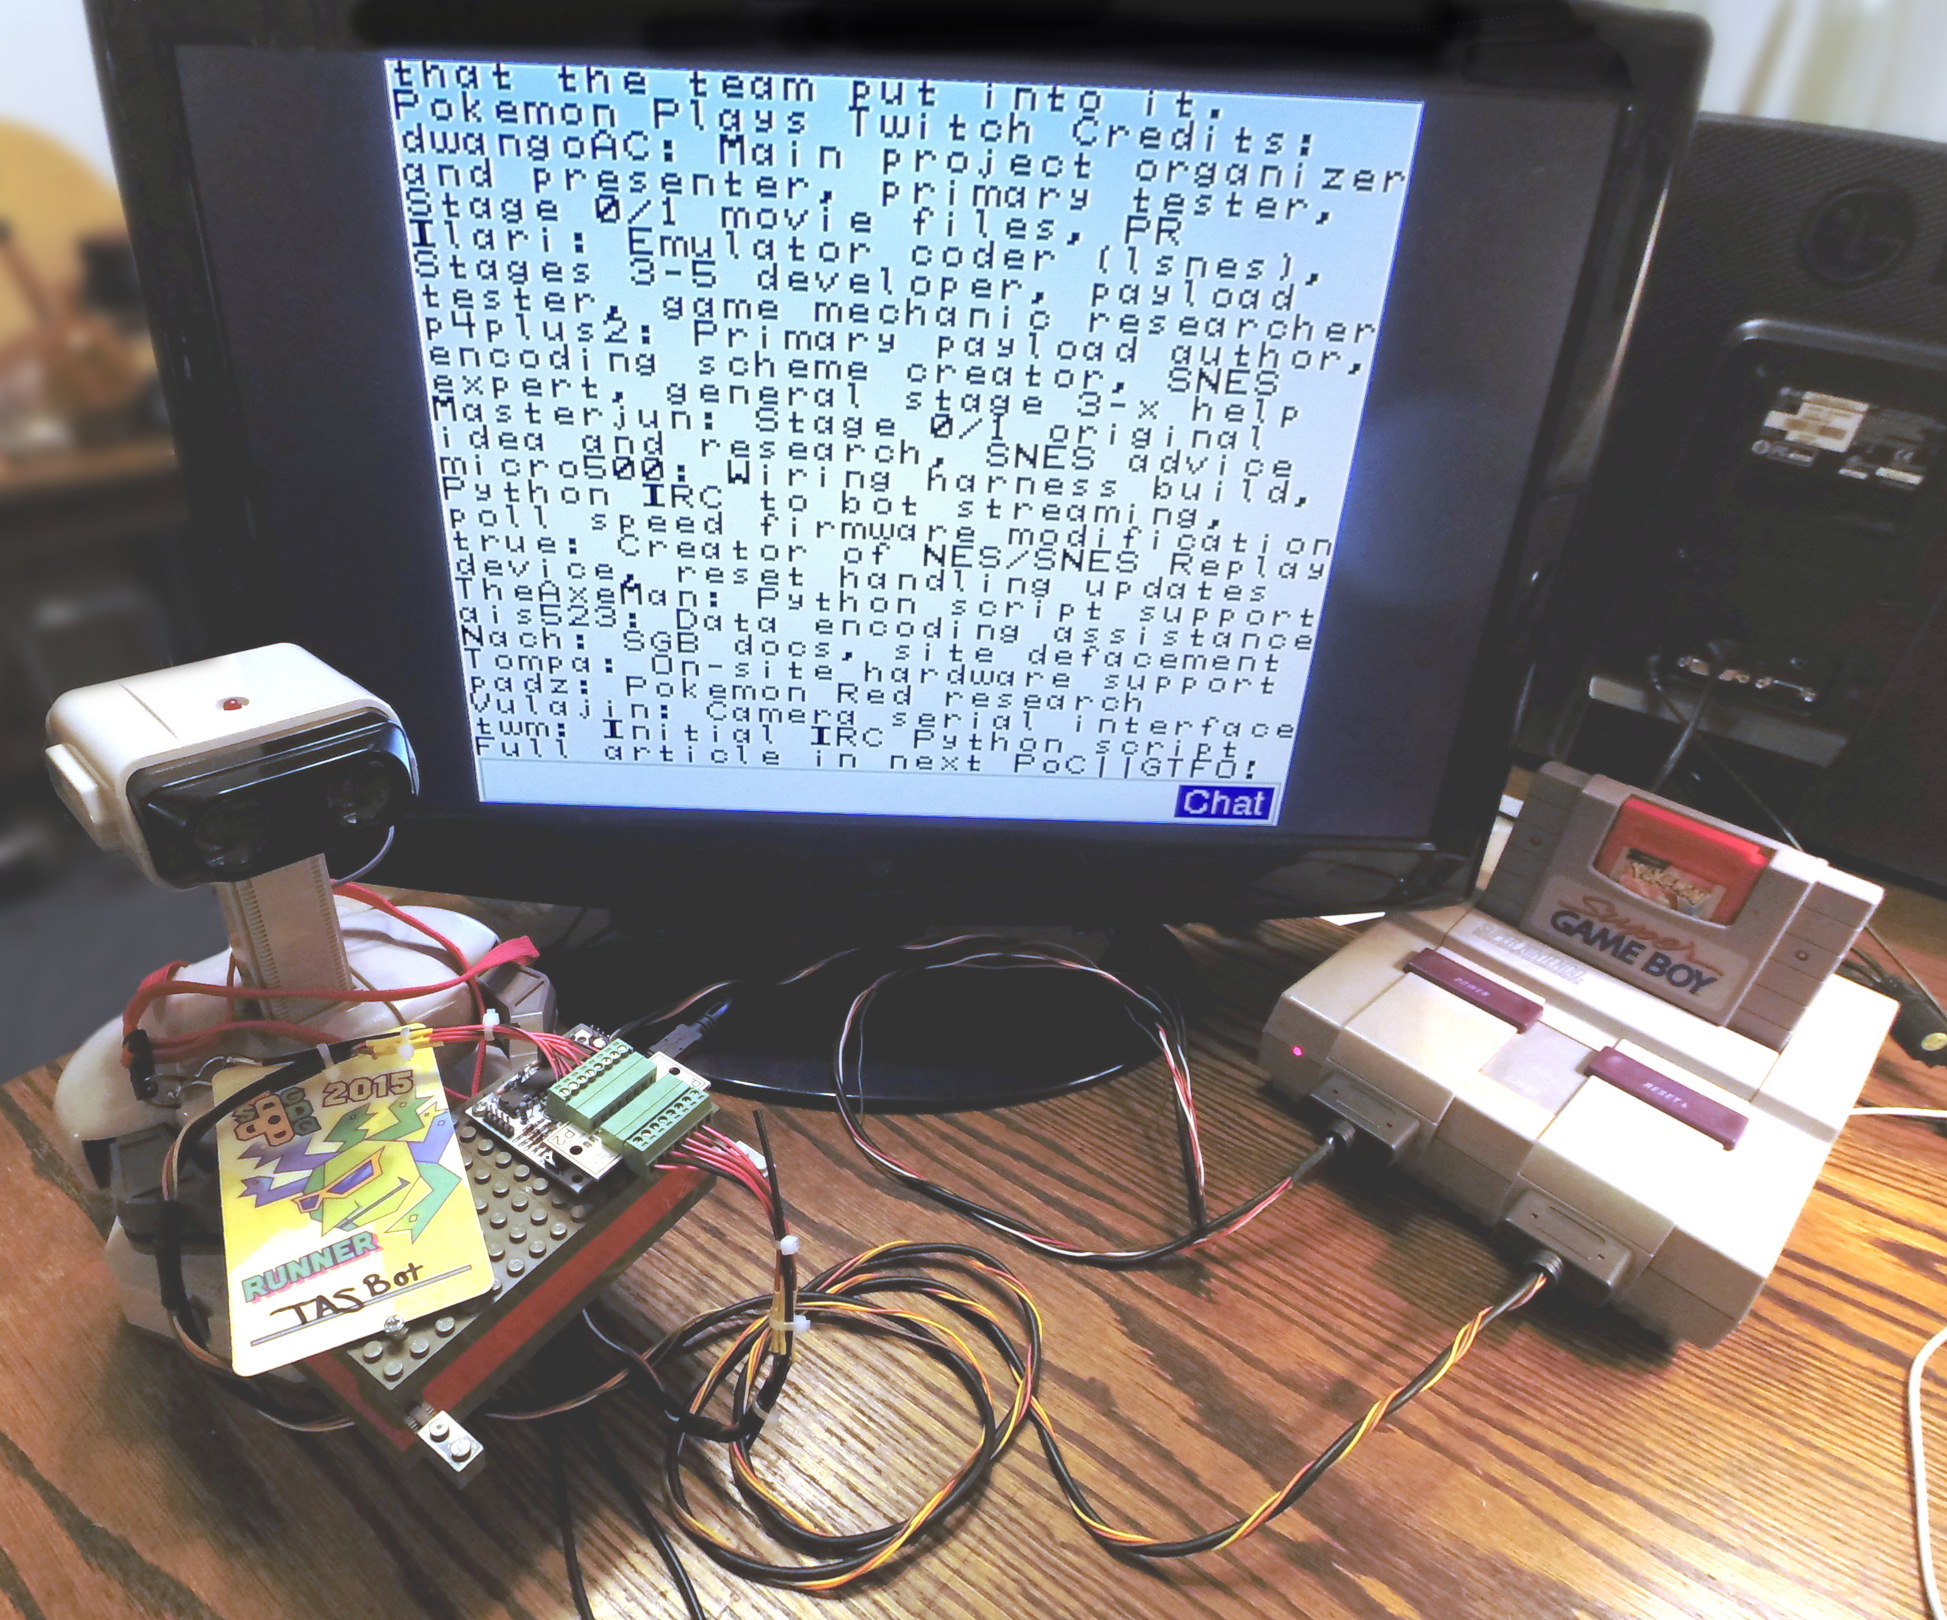 that the team put into it.
Pokemon Plays Twitch Credits:
dwangoAC: Main project organizer
and presenter, primary tester,
Stage 0/1 movie files, PR
Ilari: Emulator coder (lsnes),
Stages 3-5 developer, payload
tester, game mechanic researcher
p4plus2: Primary payload author,
encoding scheme creator, SNES
expert, general stage 3-x help
Masterjun: Stage 0/1 original
idea and research, SNES advice
micro500: Wiring harness build,
Python IRC to bot streaming,
poll speed firmware modification
true: Creator of NES/SNES Replay
device, reset handling updates
TheAxeMan: Python script support
ais523: Data encoding assistance
Nach: SGB docs, site defacement
Tompa: On-site hardware support
padz: Pokemon Red research
Vulajin: Camera serial interface
twm: Initial IRC Python script
Full article in next PoC||GTFO!
Chat
POKéMON
Super
GAME BOY
POWER
RESET
2015
RUNNER
TASBot
P2